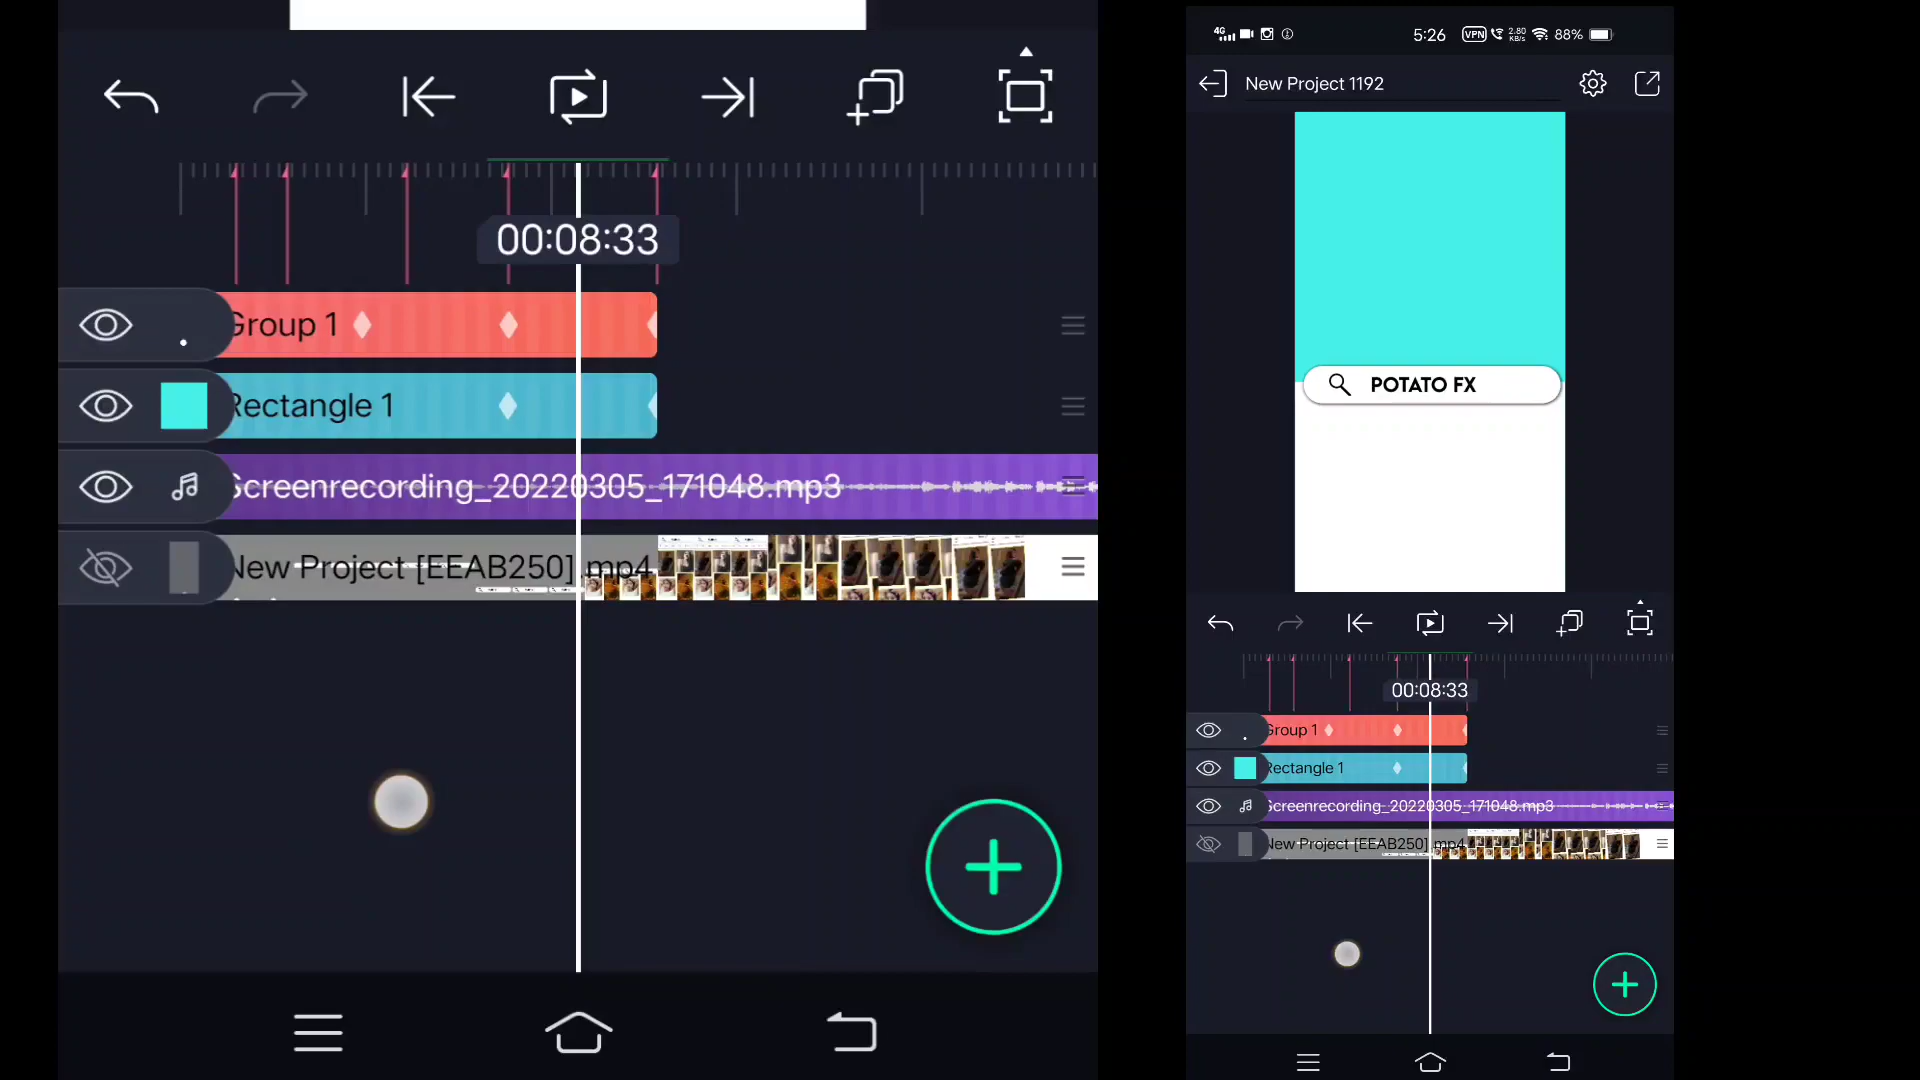 00:08:33
Group 1
Rectangle 1
Screenrecording_20220305_171048.mp3
New Project [EEAB250].mp4
4G
5:26
VPN
2.80
KB/s
88%
New Project 1192
POTATO FX
00:08:33
Group 1
Rectangle 1
Screenrecording_20220305_171048.mp3
New Project [EEAB250].mp4